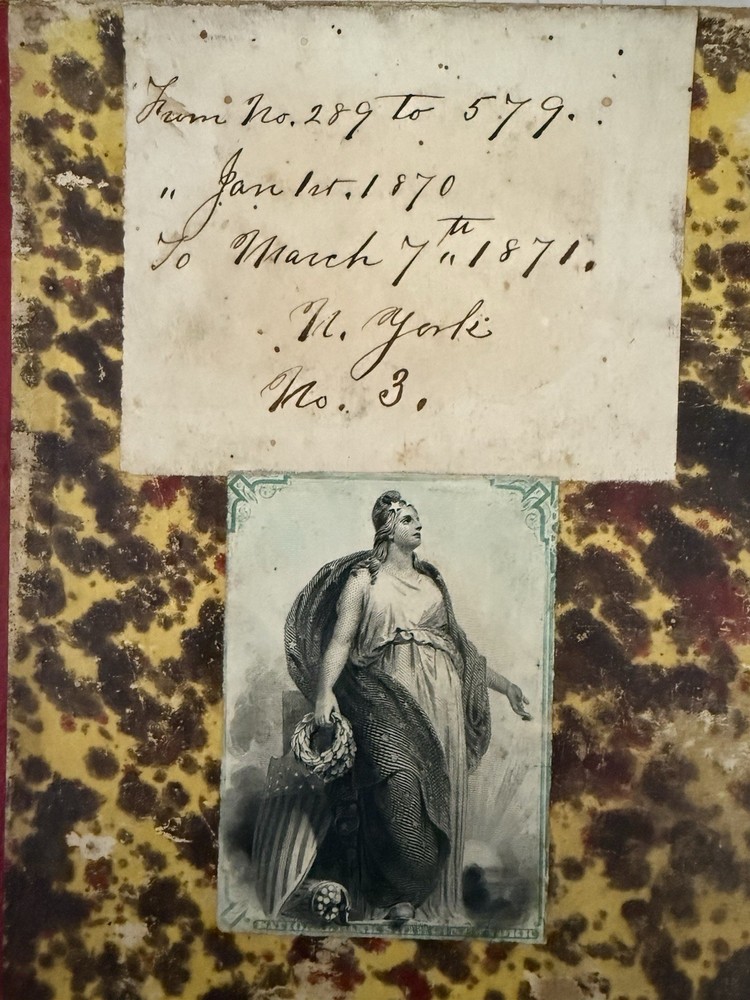 From No. 289 to 579.
" Jan 1st. 1870
To March 7th 1871.
N. York
No. 3.